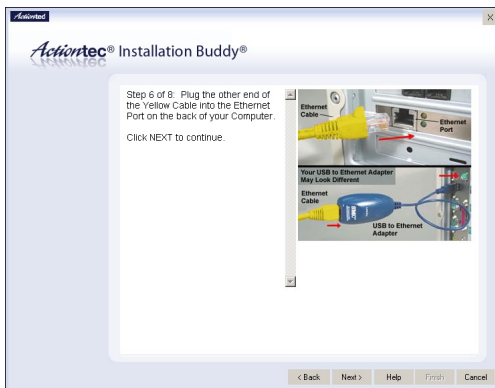 Actiontec
X
Actiontec® Installation Buddy®
Step 6 of 8: Plug the other end of
the Yellow Cable into the Ethernet
Port on the back of your Computer.
Click NEXT to continue.
Ethernet
Cable
Ethernet
Port
Your USB to Ethernet Adapter
May Look Different
Ethernet
Cable
USB to Ethernet
Adapter
< Back
Next >
Help
Finish
Cancel